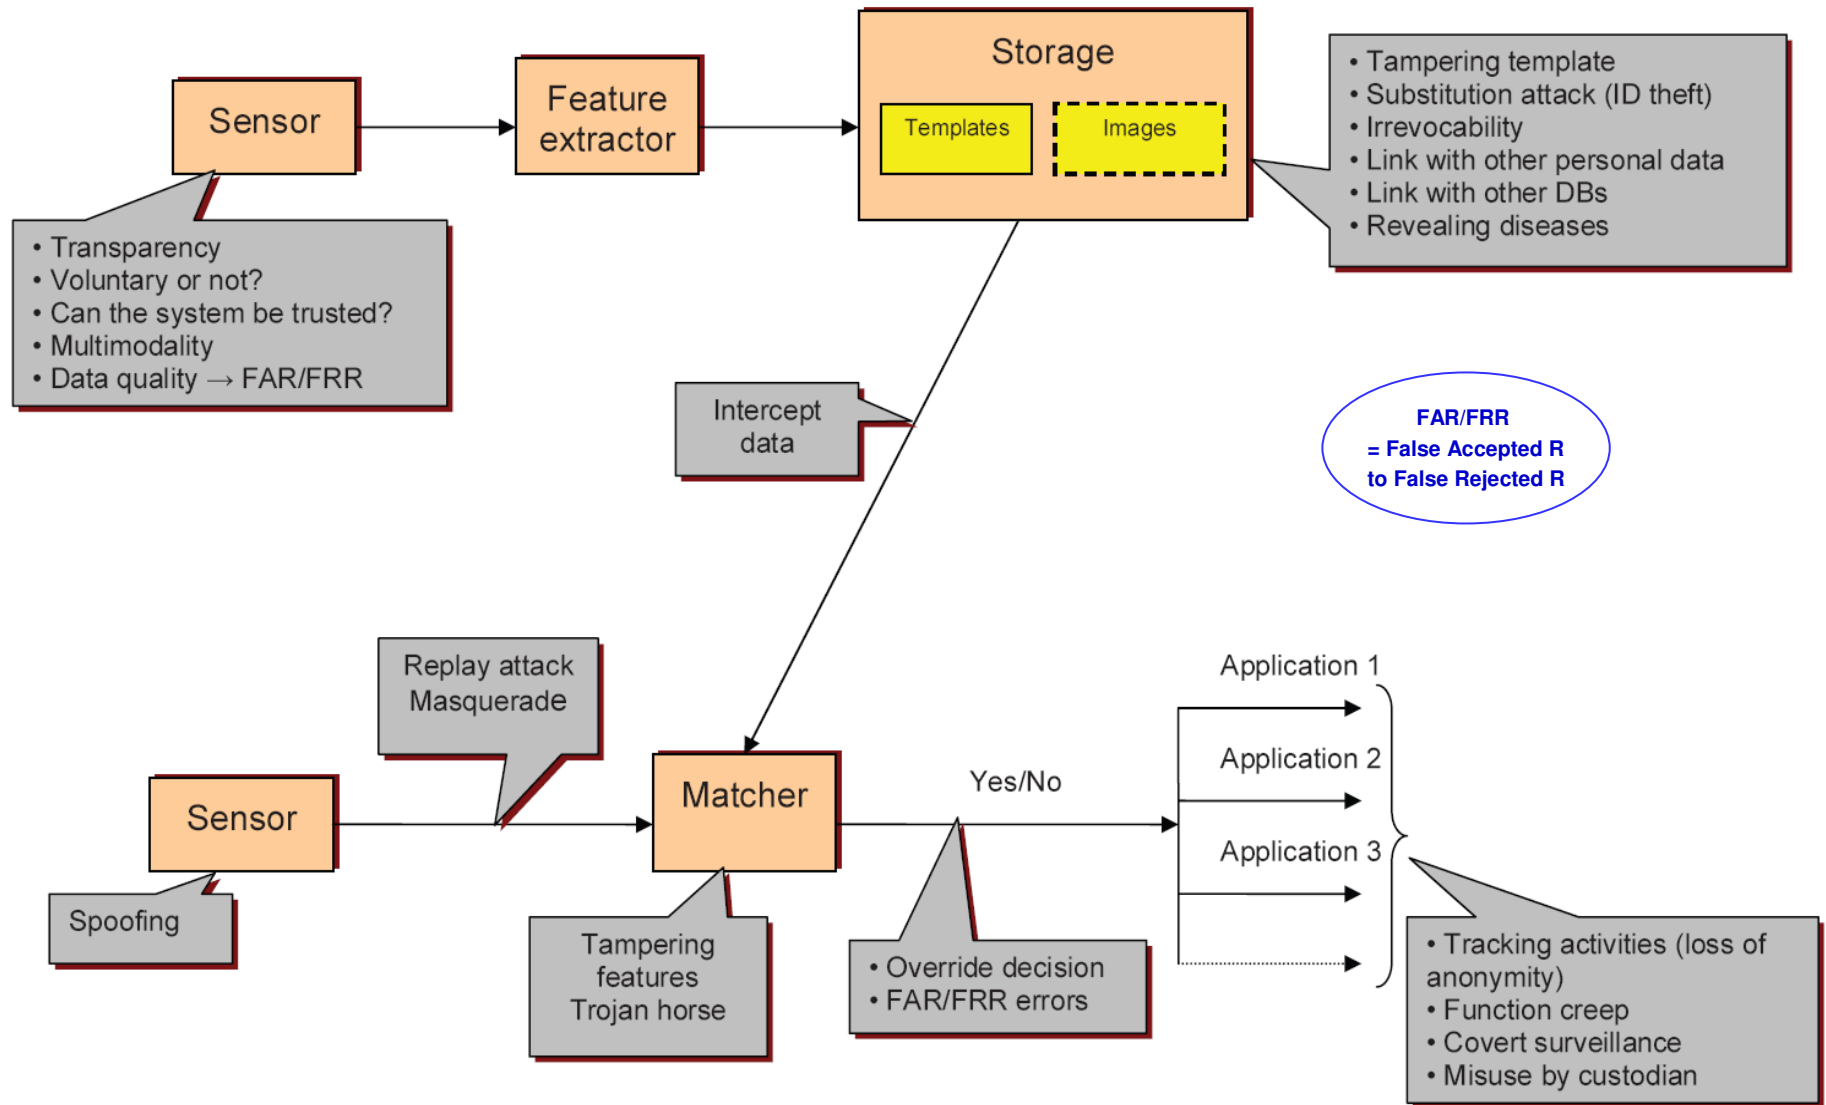 Storage
Sensor
Feature
extractor
Templates
Images
• Tampering template
• Substitution attack (ID theft)
• Irrevocability
• Link with other personal data
• Link with other DBs
• Revealing diseases
• Transparency
• Voluntary or not?
• Can the system be trusted?
• Multimodality
• Data quality → FAR/FRR
Intercept
data
FAR/FRR
= False Accepted R
to False Rejected R
Replay attack
Masquerade
Sensor
Matcher
Yes/No
Application 1
Application 2
Application 3
Spoofing
Tampering
features
Trojan horse
• Override decision
• FAR/FRR errors
• Tracking activities (loss of
anonymity)
• Function creep
• Covert surveillance
• Misuse by custodian